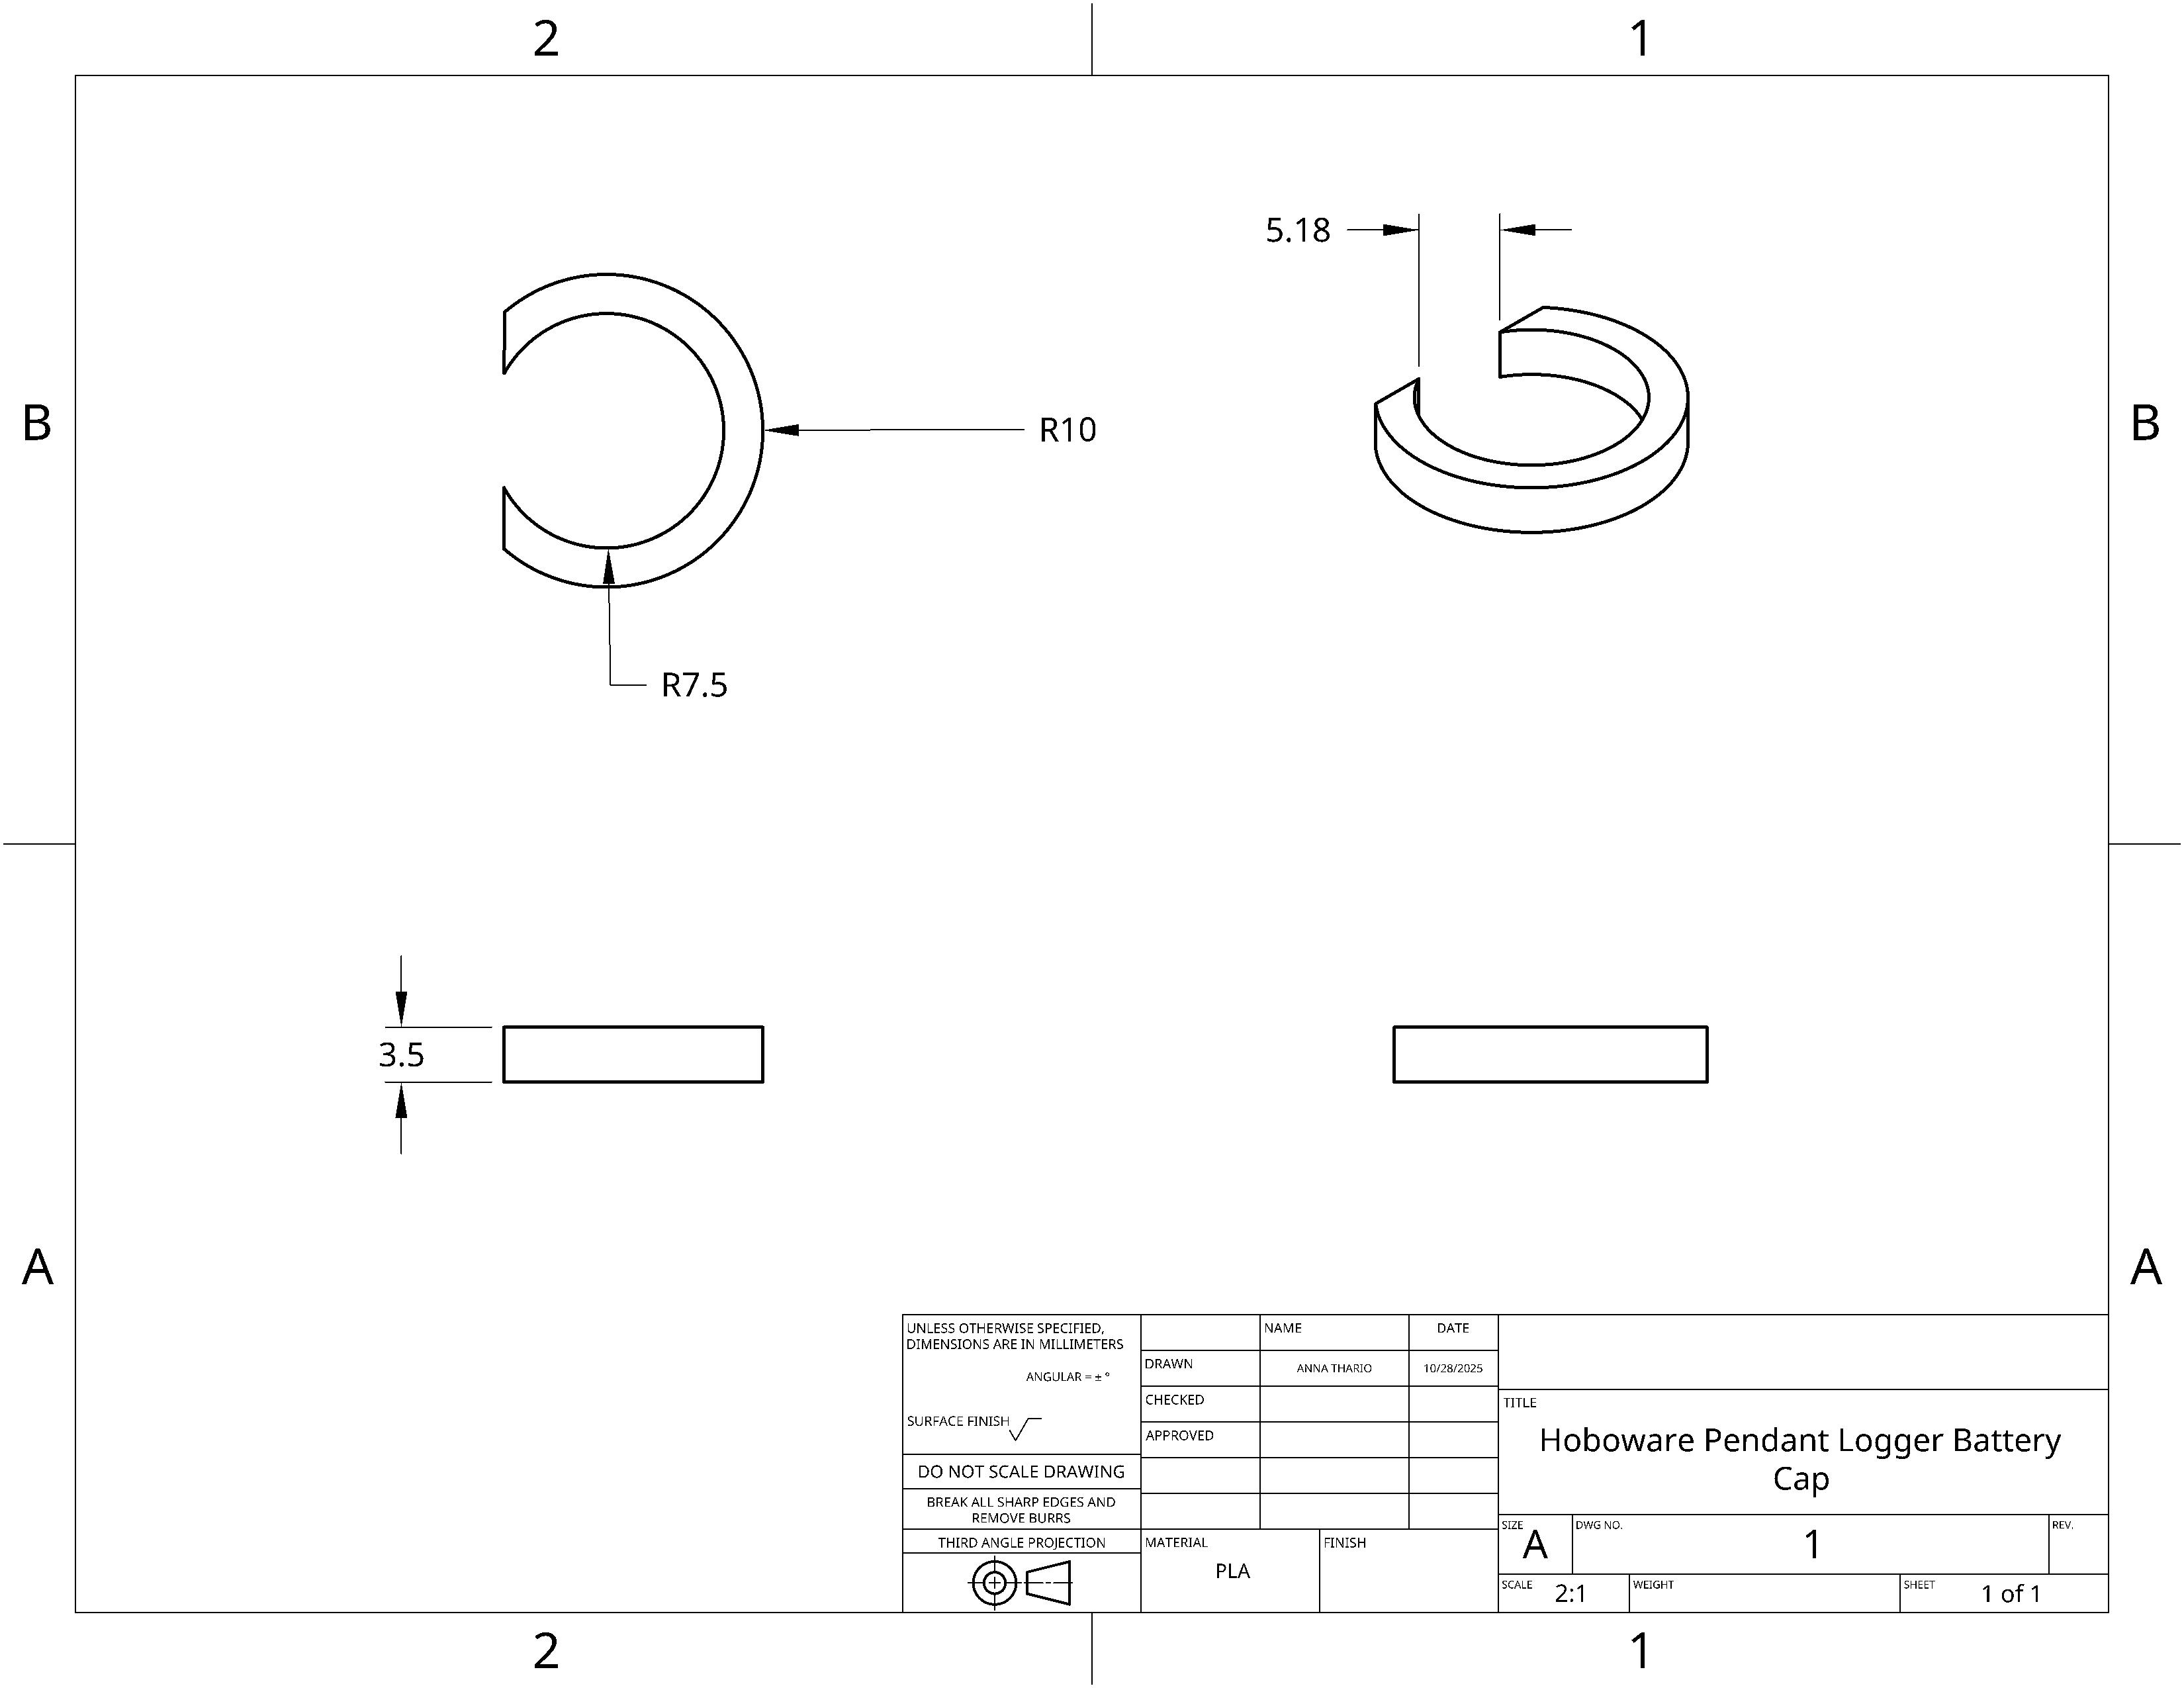 2
1
5.18
B
R10
B
R7.5
3.5
A
A
UNLESS OTHERWISE SPECIFIED,
DIMENSIONS ARE IN MILLIMETERS
ANGULAR = ± °
SURFACE FINISH
DO NOT SCALE DRAWING
BREAK ALL SHARP EDGES AND
REMOVE BURRS
THIRD ANGLE PROJECTION
NAME
DATE
DRAWN
ANNA THARIO
10/28/2025
CHECKED
APPROVED
MATERIAL
PLA
FINISH
TITLE
Hoboware Pendant Logger Battery
Cap
SIZE
A
DWG NO.
1
REV.
SCALE
2:1
WEIGHT
SHEET
1 of 1
2
1